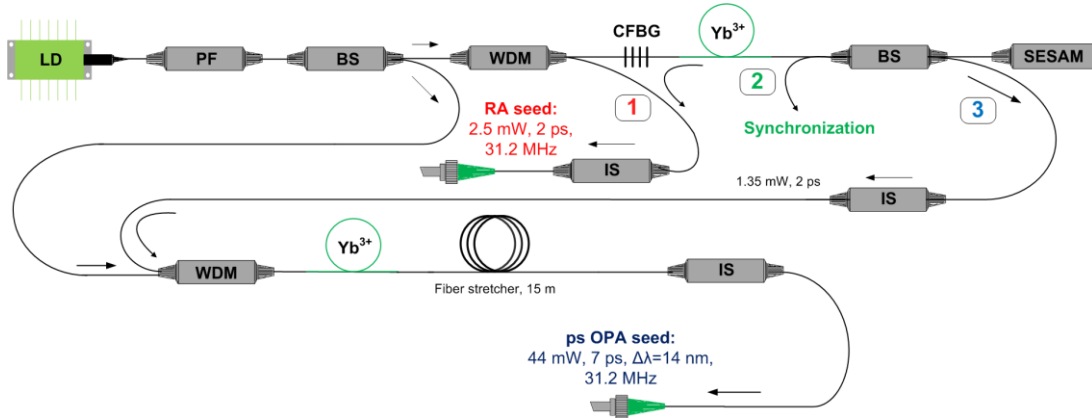 LD
PF
BS
WDM
CFBG
Yb³⁺
BS
SESAM
1
2
3
RA seed:
2.5 mW, 2 ps,
31.2 MHz
Synchronization
IS
1.35 mW, 2 ps
IS
WDM
Yb³⁺
Fiber stretcher, 15 m
IS
ps OPA seed:
44 mW, 7 ps, Δλ=14 nm,
31.2 MHz